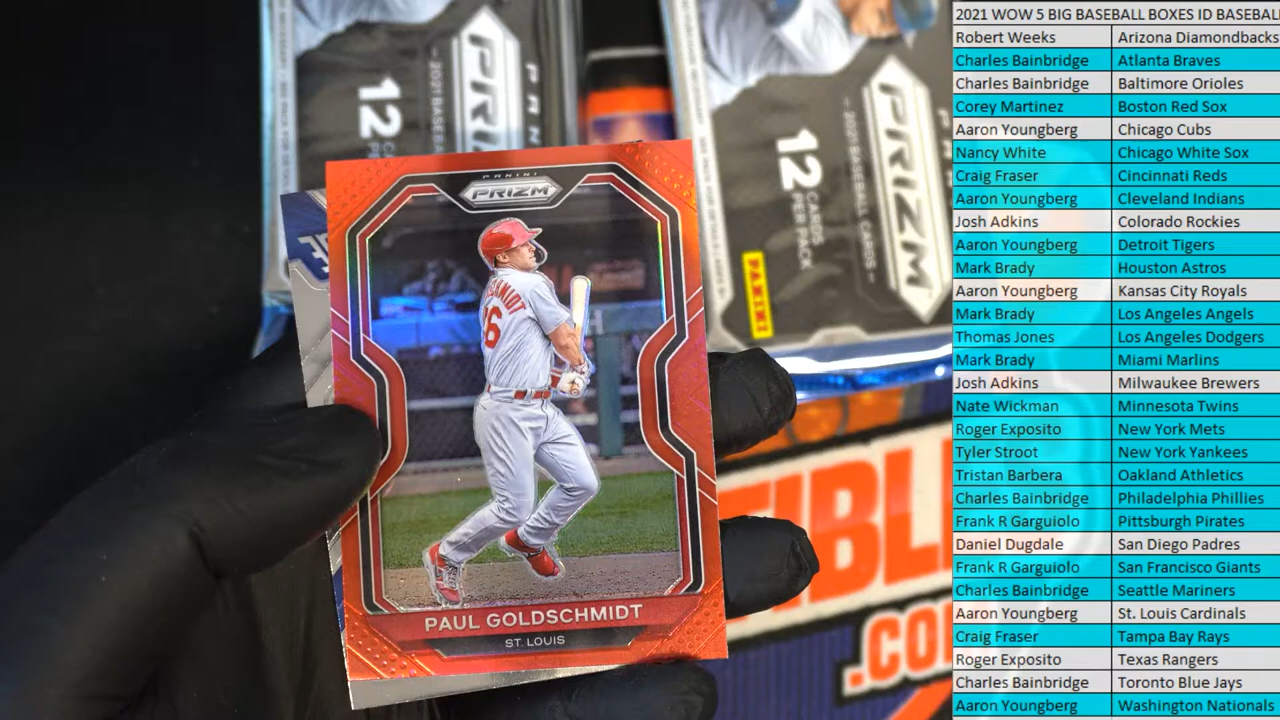 PANINI
PRIZM
PAUL GOLDSCHMIDT
ST. LOUIS
12
PRIZM
2021 BASEBALL
12 CARDS
PER PACK
PRIZM
2021 BASEBALL CARDS
PANINI
.CO
2021 WOW 5 BIG BASEBALL BOXES ID BASEBAL
Robert Weeks Arizona Diamondbacks
Charles Bainbridge Atlanta Braves
Charles Bainbridge Baltimore Orioles
Corey Martinez Boston Red Sox
Aaron Youngberg Chicago Cubs
Nancy White Chicago White Sox
Craig Fraser Cincinnati Reds
Aaron Youngberg Cleveland Indians
Josh Adkins Colorado Rockies
Aaron Youngberg Detroit Tigers
Mark Brady Houston Astros
Aaron Youngberg Kansas City Royals
Mark Brady Los Angeles Angels
Thomas Jones Los Angeles Dodgers
Mark Brady Miami Marlins
Josh Adkins Milwaukee Brewers
Nate Wickman Minnesota Twins
Roger Exposito New York Mets
Tyler Stroot New York Yankees
Tristan Barbera Oakland Athletics
Charles Bainbridge Philadelphia Phillies
Frank R Garguiolo Pittsburgh Pirates
Daniel Dugdale San Diego Padres
Frank R Garguiolo San Francisco Giants
Charles Bainbridge Seattle Mariners
Aaron Youngberg St. Louis Cardinals
Craig Fraser Tampa Bay Rays
Roger Exposito Texas Rangers
Charles Bainbridge Toronto Blue Jays
Aaron Youngberg Washington Nationals